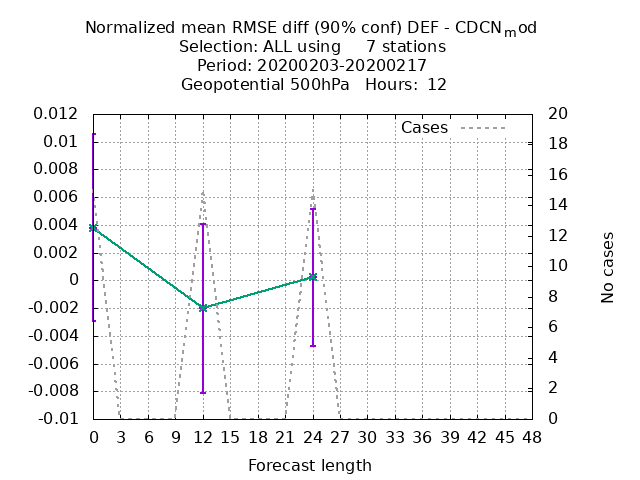 Normalized mean RMSE diff (90% conf) DEF - CDCNmod
Selection: ALL using 7 stations
Period: 20200203-20200217
Geopotential 500hPa Hours: 12
Cases
0.012
0.01
0.008
0.006
0.004
0.002
0
-0.002
-0.004
-0.006
-0.008
-0.01
20
18
16
14
12
10
8
6
4
2
0
No cases
0 3 6 9 12 15 18 21 24 27 30 33 36 39 42 45 48
Forecast length